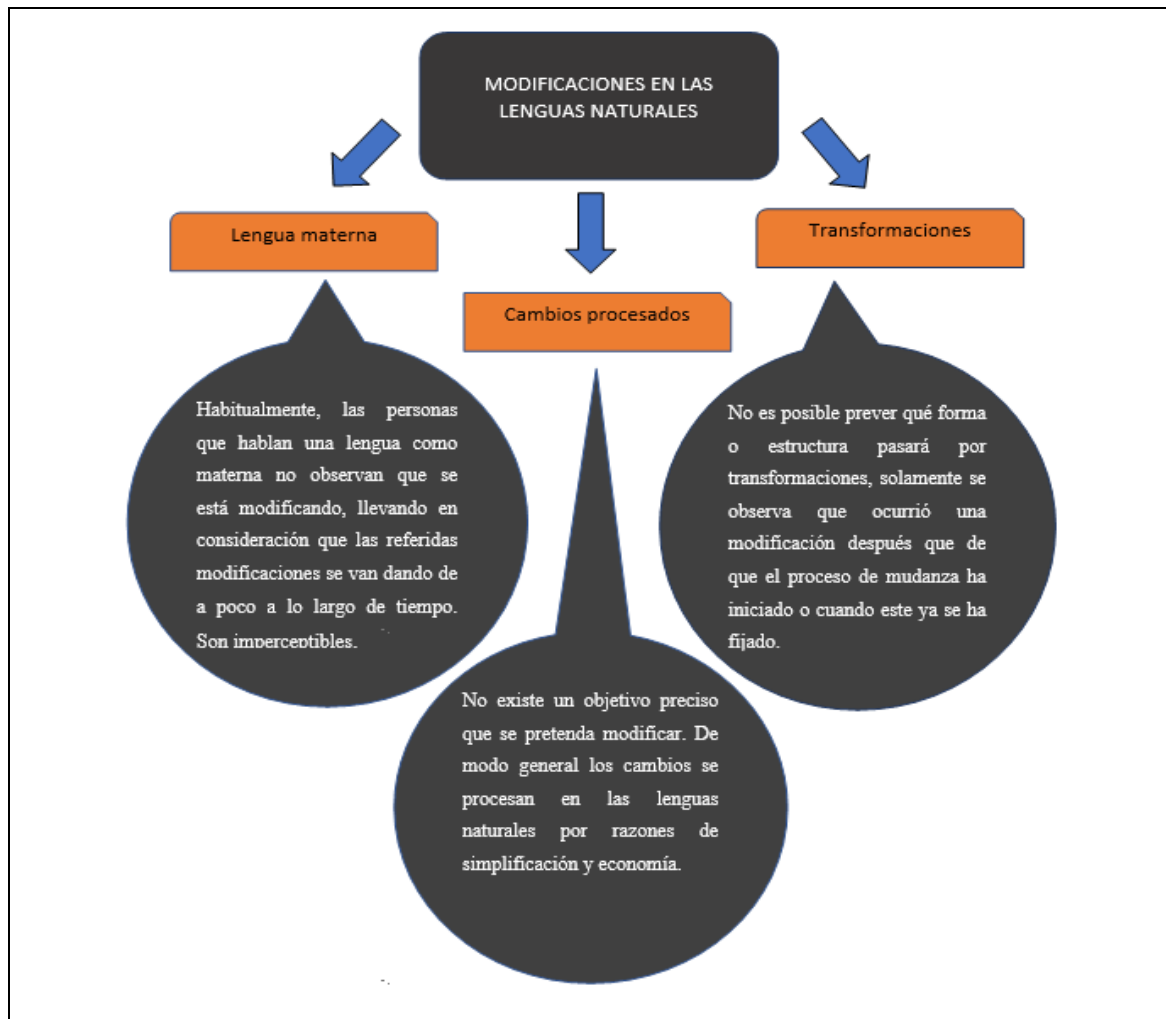 MODIFICACIONES EN LAS
LENGUAS NATURALES
Lengua materna
Habitualmente, las personas
que hablan una lengua como
materna no observan que se
está modificando, llevando en
consideración que las referidas
modificaciones se van dando de
a poco a lo largo de tiempo.
Son imperceptibles.
Cambios procesados
No existe un objetivo preciso
que se pretenda modificar. De
modo general los cambios se
procesan en las lenguas
naturales por razones de
simplificación y economía.
Transformaciones
No es posible prever qué forma
o estructura pasará por
transformaciones, solamente se
observa que ocurrió una
modificación después que de
que el proceso de mudanza ha
iniciado o cuando este ya se ha
fijado.